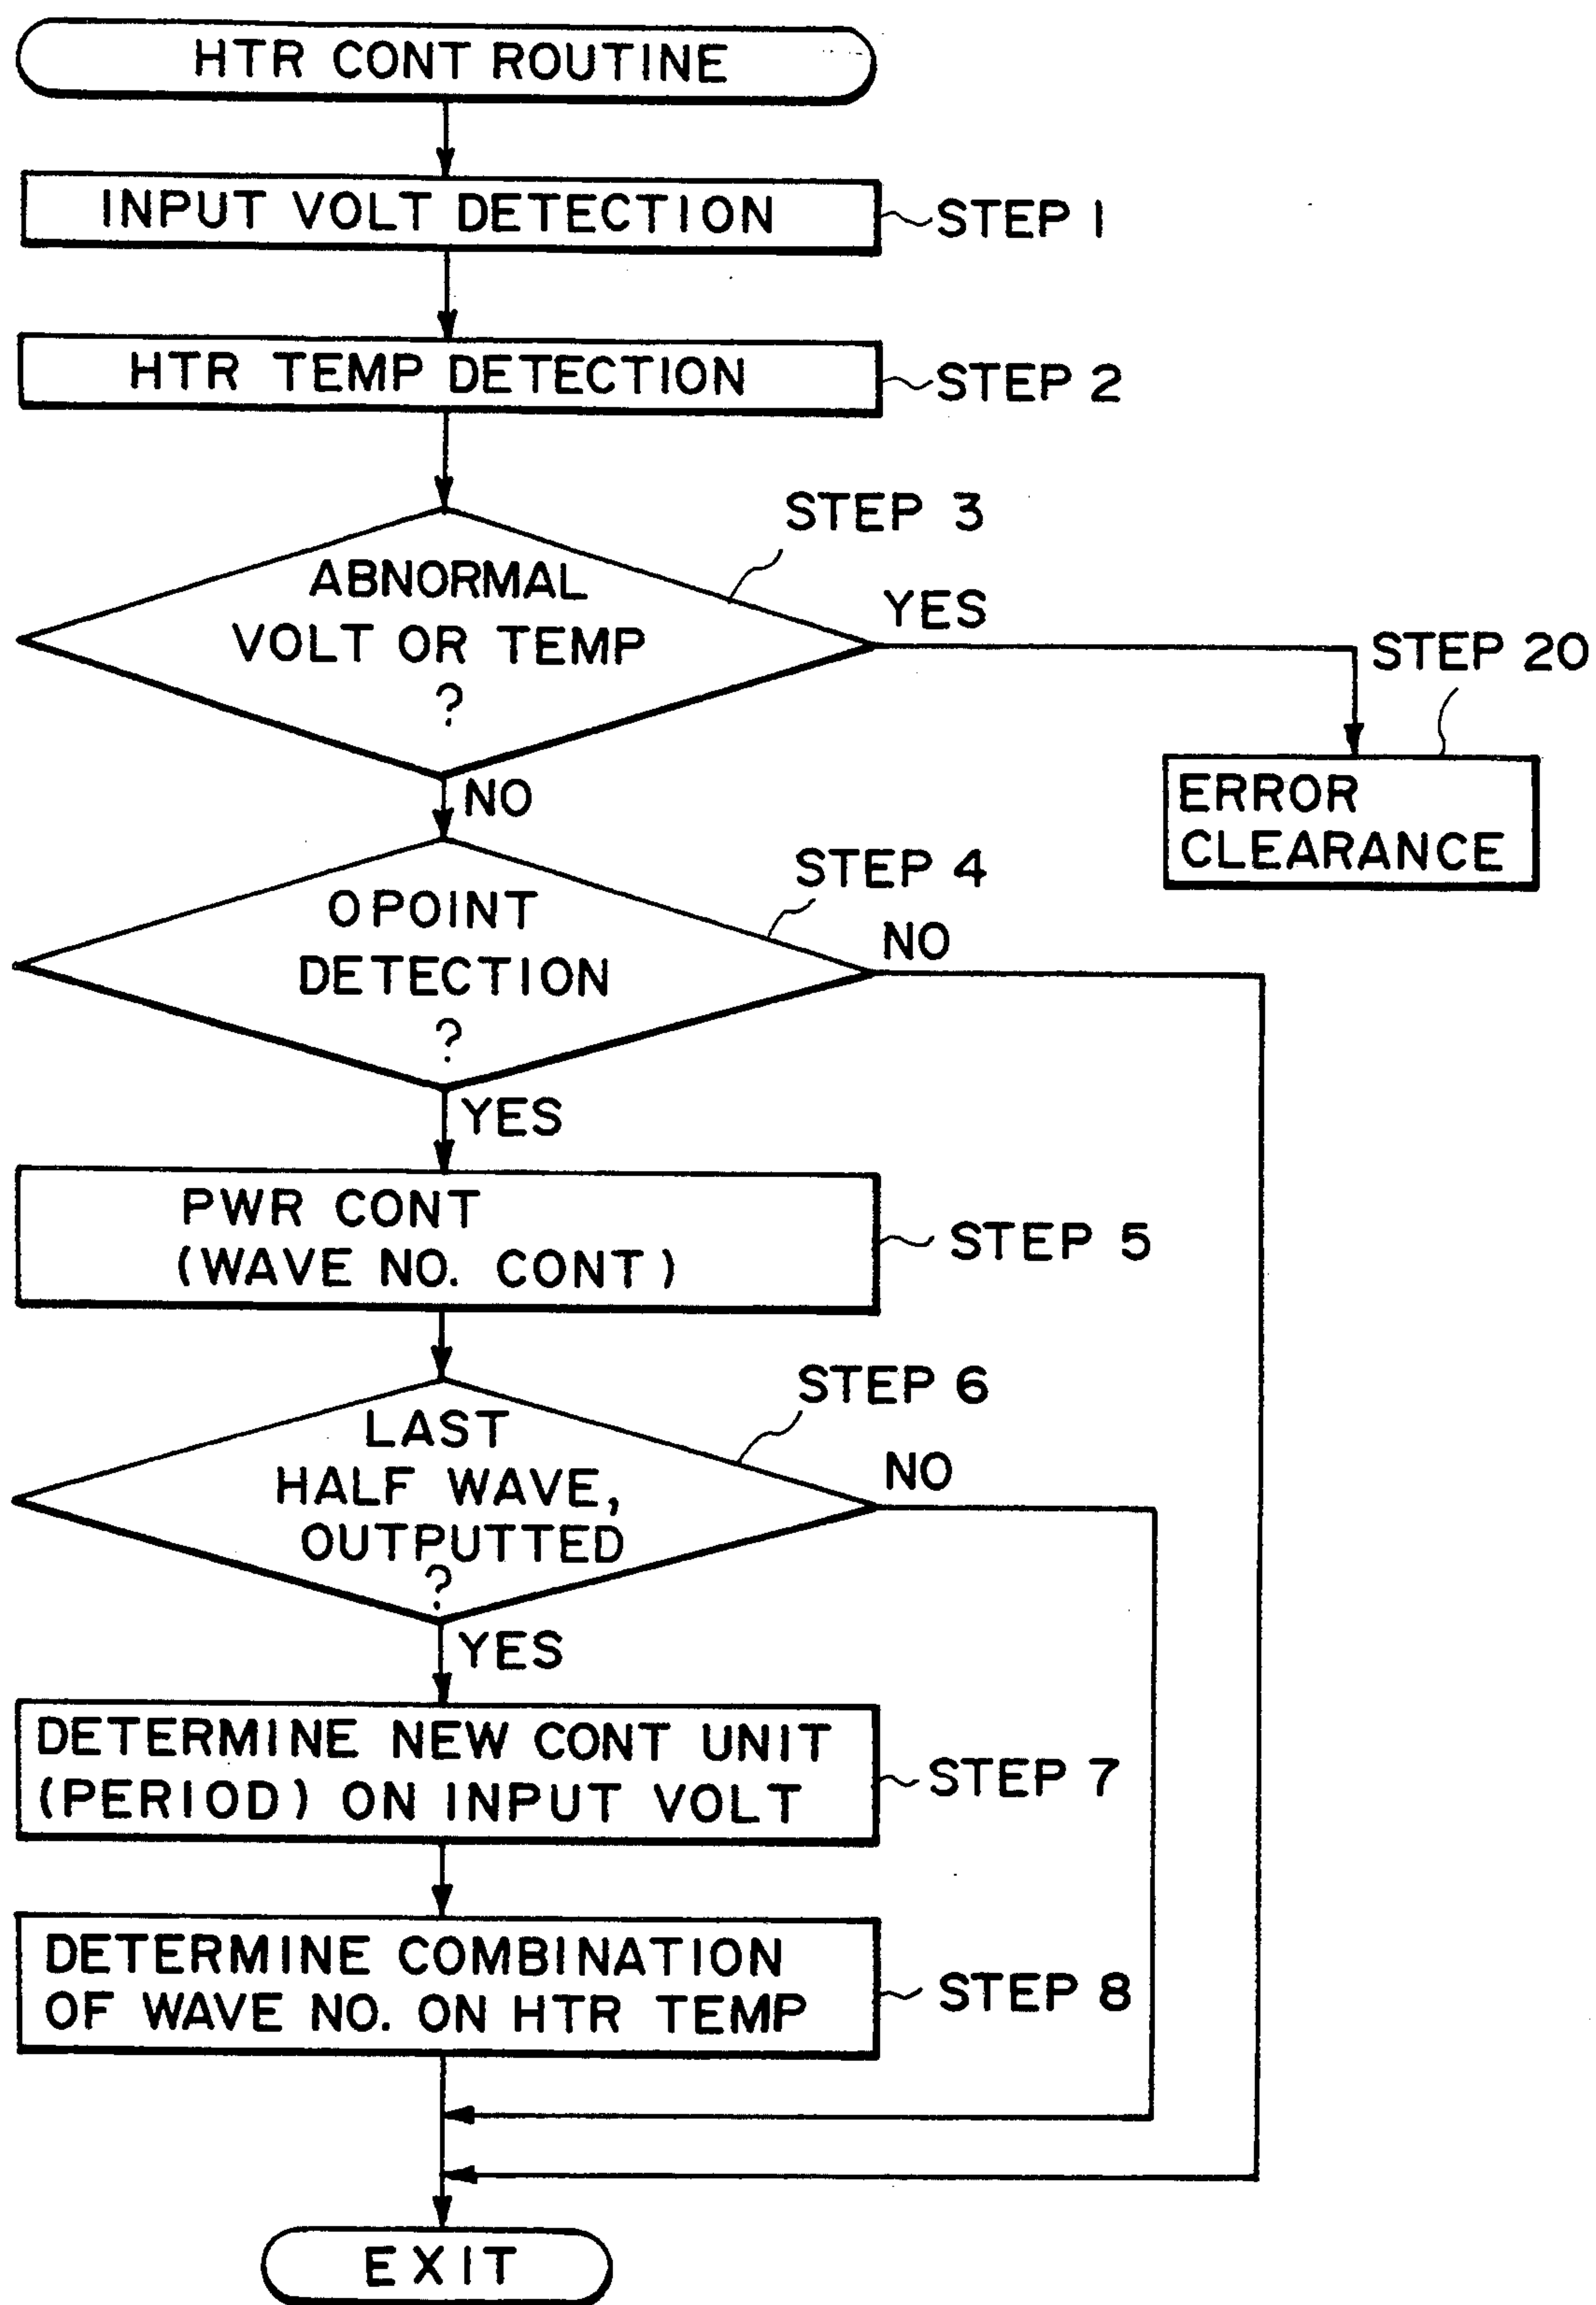 HTR CONT ROUTINE
INPUT VOLT DETECTION
STEP 1
HTR TEMP DETECTION
STEP 2
STEP 3
ABNORMAL
VOLT OR TEMP
?
YES
STEP 20
ERROR
CLEARANCE
NO
STEP 4
O POINT
DETECTION
?
NO
YES
PWR CONT
(WAVE NO. CONT)
STEP 5
STEP 6
LAST
HALF WAVE,
OUTPUTTED
?
NO
YES
DETERMINE NEW CONT UNIT
(PERIOD) ON INPUT VOLT
STEP 7
DETERMINE COMBINATION
OF WAVE NO. ON HTR TEMP
STEP 8
EXIT